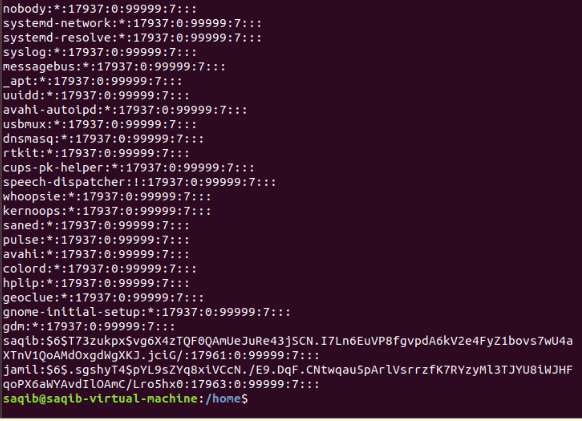 nobody:*:17937:0:99999:7:::
systemd-network:*:17937:0:99999:7:::
systemd-resolve:*:17937:0:99999:7:::
syslog:*:17937:0:99999:7:::
messagebus:*:17937:0:99999:7:::
_apt:*:17937:0:99999:7:::
uuidd:*:17937:0:99999:7:::
avahi-autoipd:*:17937:0:99999:7:::
usbmux:*:17937:0:99999:7:::
dnsmasq:*:17937:0:99999:7:::
rtkit:*:17937:0:99999:7:::
cups-pk-helper:*:17937:0:99999:7:::
speech-dispatcher:!:17937:0:99999:7:::
whoopsie:*:17937:0:99999:7:::
kernoops:*:17937:0:99999:7:::
saned:*:17937:0:99999:7:::
pulse:*:17937:0:99999:7:::
avahi:*:17937:0:99999:7:::
colord:*:17937:0:99999:7:::
hplip:*:17937:0:99999:7:::
geoclue:*:17937:0:99999:7:::
gnome-initial-setup:*:17937:0:99999:7:::
gdm:*:17937:0:99999:7:::
saqib:$6$T73zukpx$vg6X4zTQF0QAmUeJuRe43jSCN.I7Ln6EuVP8fgvpdA6kV2e4FyZ1bovs7wU4a
XTnV1QoAMdOxgdWgXKJ.jciG/:17961:0:99999:7:::
jamil:$6$.sgshyT4$pYL9sZYq8xiVCcN./E9.DqF.CNtwqau5pArlVsrrzfK7RYzyMl3TJYU8iWJHF
qoPX6aWYAvdIlOAmC/Lro5hx0:17963:0:99999:7:::
saqib@saqib-virtual-machine:/home$